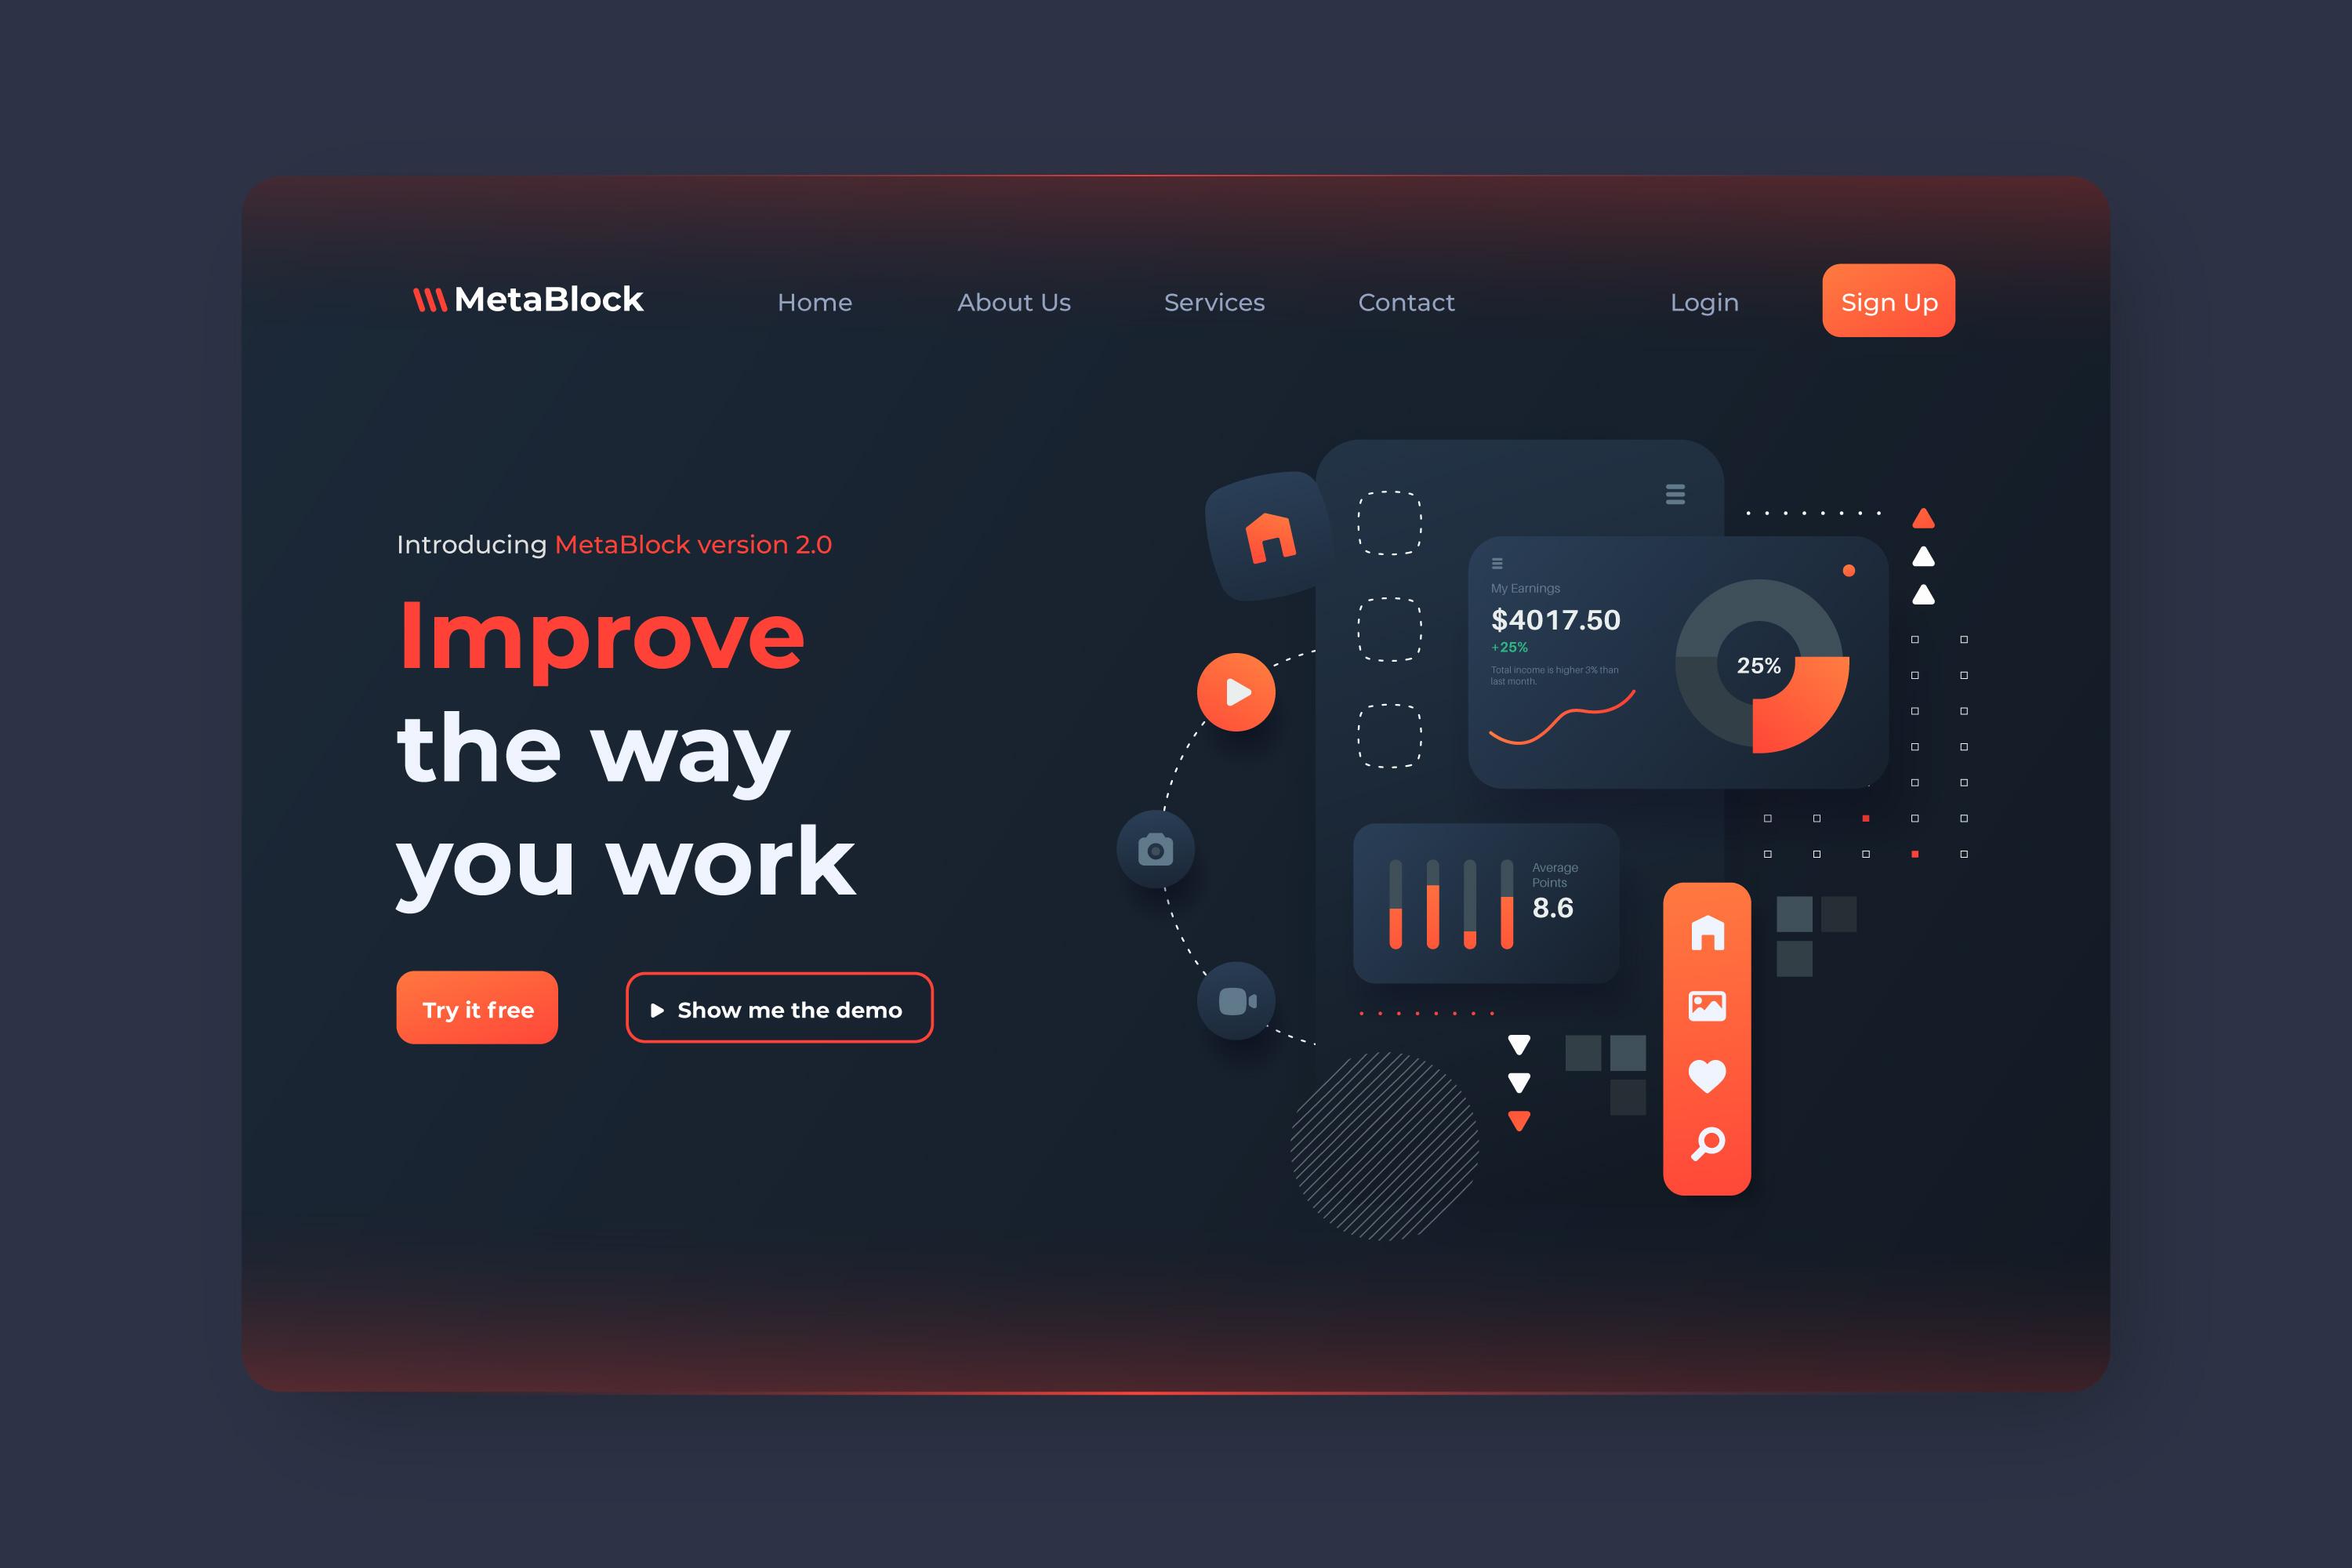 MetaBlock
Home
About Us
Services
Contact
Login
Sign Up
Introducing MetaBlock version 2.0
Improve
the way
you work
Try it free
Show me the demo
My Earnings
$4017.50
+25%
Total income is higher 3% than
last month.
25%
Average
Points
8.6